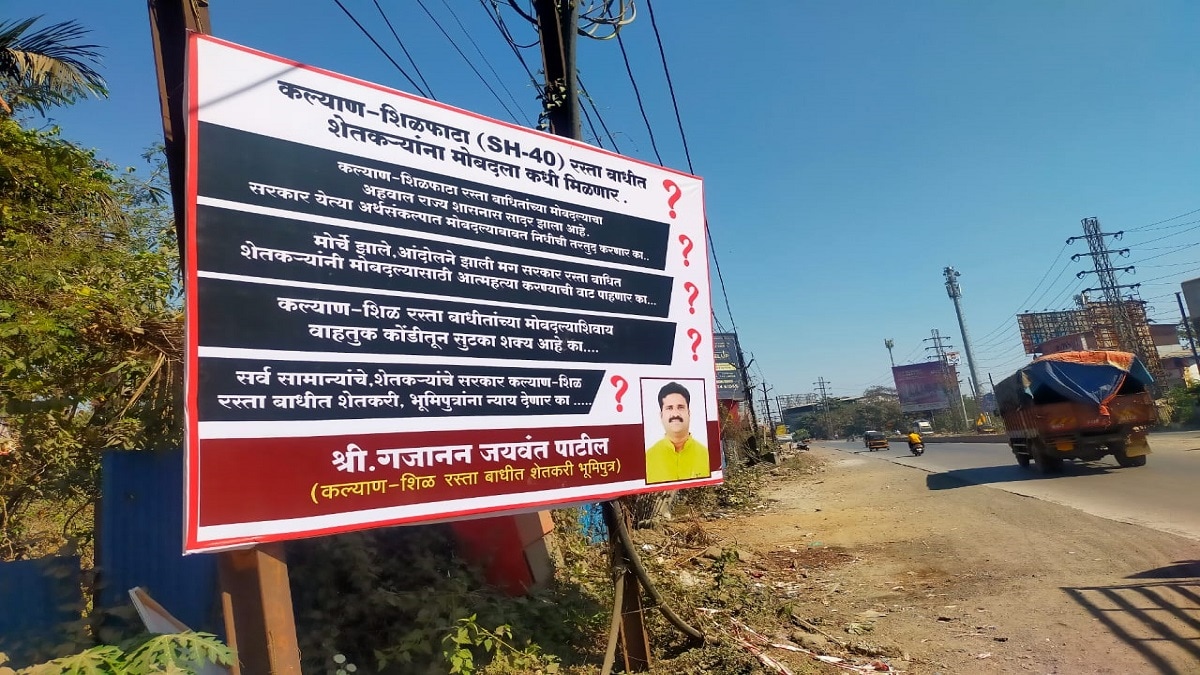 कल्याण-शिळफाटा (SH-40) रस्ता बाधीत
शेतकऱ्यांना मोबदला कधी मिळणार . ?
कल्याण-शिळफाटा रस्ता बाधितांच्या मोबदल्याचा
अहवाल राज्य शासनास सादर झाला आहे.
सरकार येत्या अर्थसंकल्पात मोबदल्याबाबत निधीची तरतुद करणार का.. ?
मोर्चे झाले,आंदोलने झाली मग सरकार रस्ता बाधित
शेतकऱ्यांनी मोबदल्यासाठी आत्महत्या करण्याची वाट पाहणार का... ?
कल्याण-शिळ रस्ता बाधीतांच्या मोबदल्याशिवाय
वाहतुक कोंडीतून सुटका शक्य आहे का.... ?
सर्व सामान्यांचे,शेतकऱ्यांचे सरकार कल्याण-शिळ
रस्ता बाधीत शेतकरी, भूमिपुत्रांना न्याय देणार का ..... ?
श्री.गजानन जयवंत पाटील
(कल्याण-शिळ रस्ता बाधीत शेतकरी भूमिपुत्र)